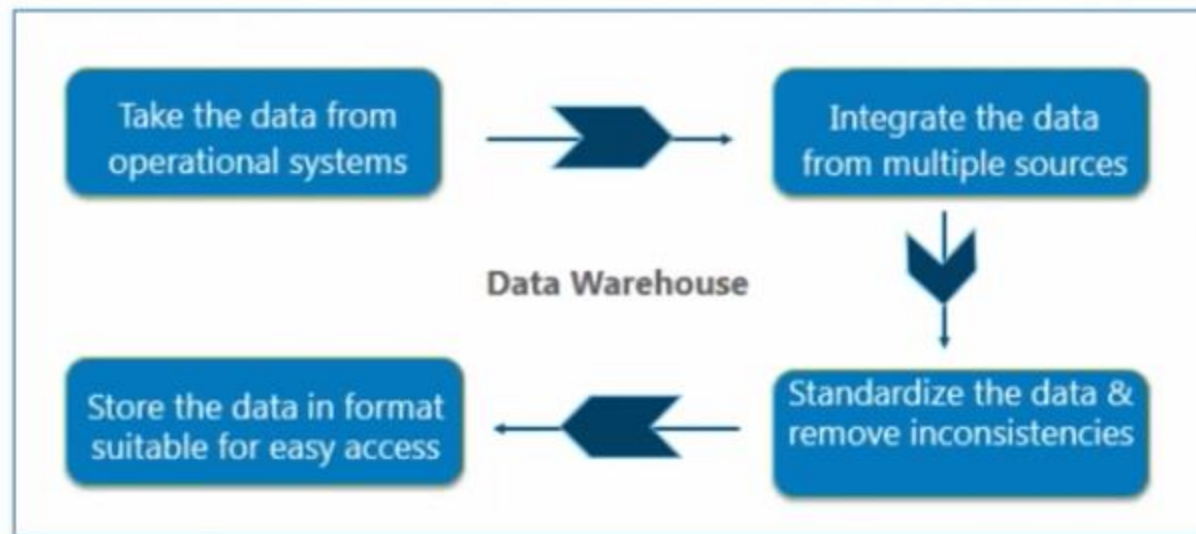 Take the data from
operational systems
Integrate the data
from multiple sources
Data Warehouse
Store the data in format
suitable for easy access
Standardize the data &
remove inconsistencies